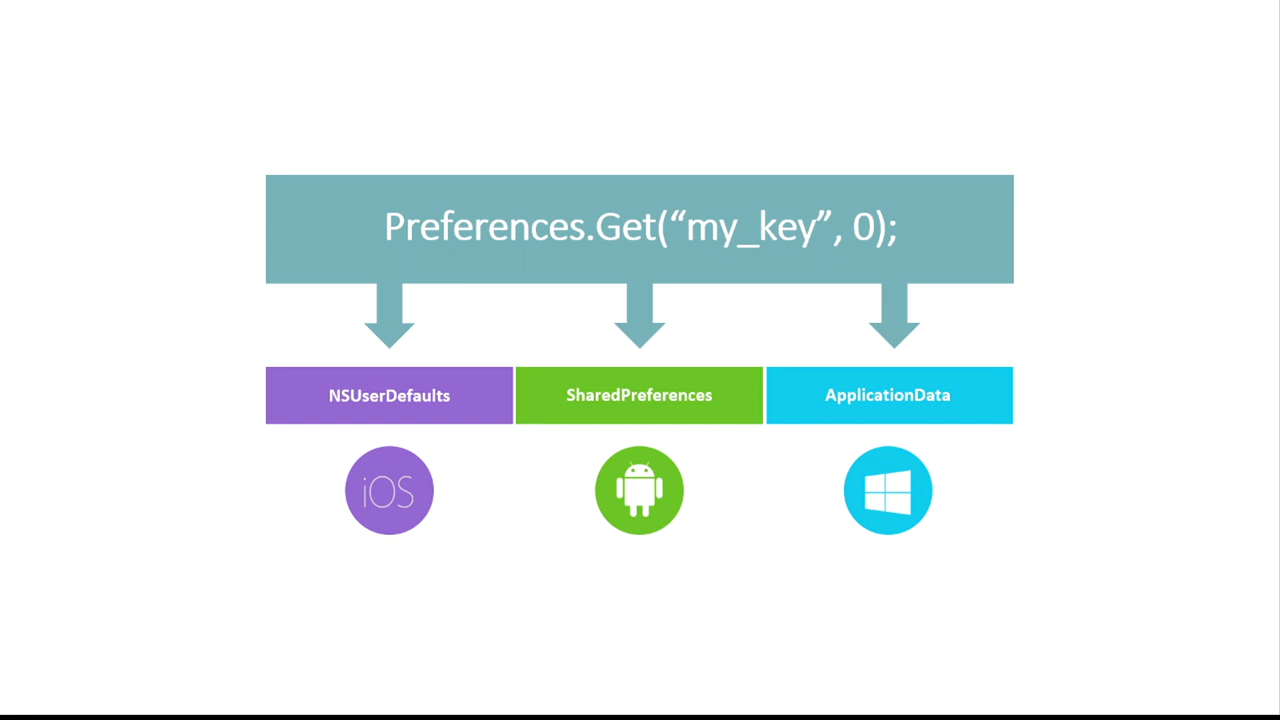 Preferences.Get(“my_key”, 0);
NSUserDefaults
SharedPreferences
ApplicationData
iOS